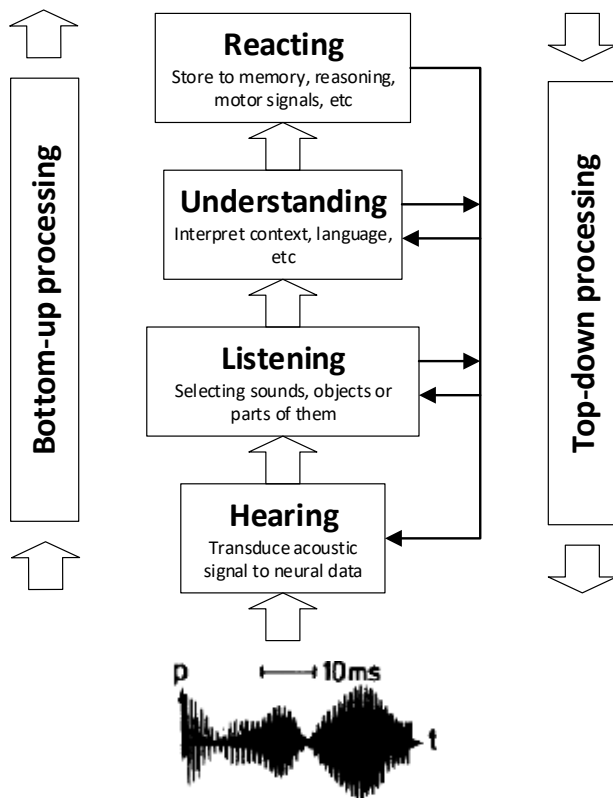 Reacting
Store to memory, reasoning,
motor signals, etc
Understanding
Interpret context, language,
etc
Listening
Selecting sounds, objects or
parts of them
Hearing
Transduce acoustic
signal to neural data
Bottom-up processing
Top-down processing
p
10ms
t